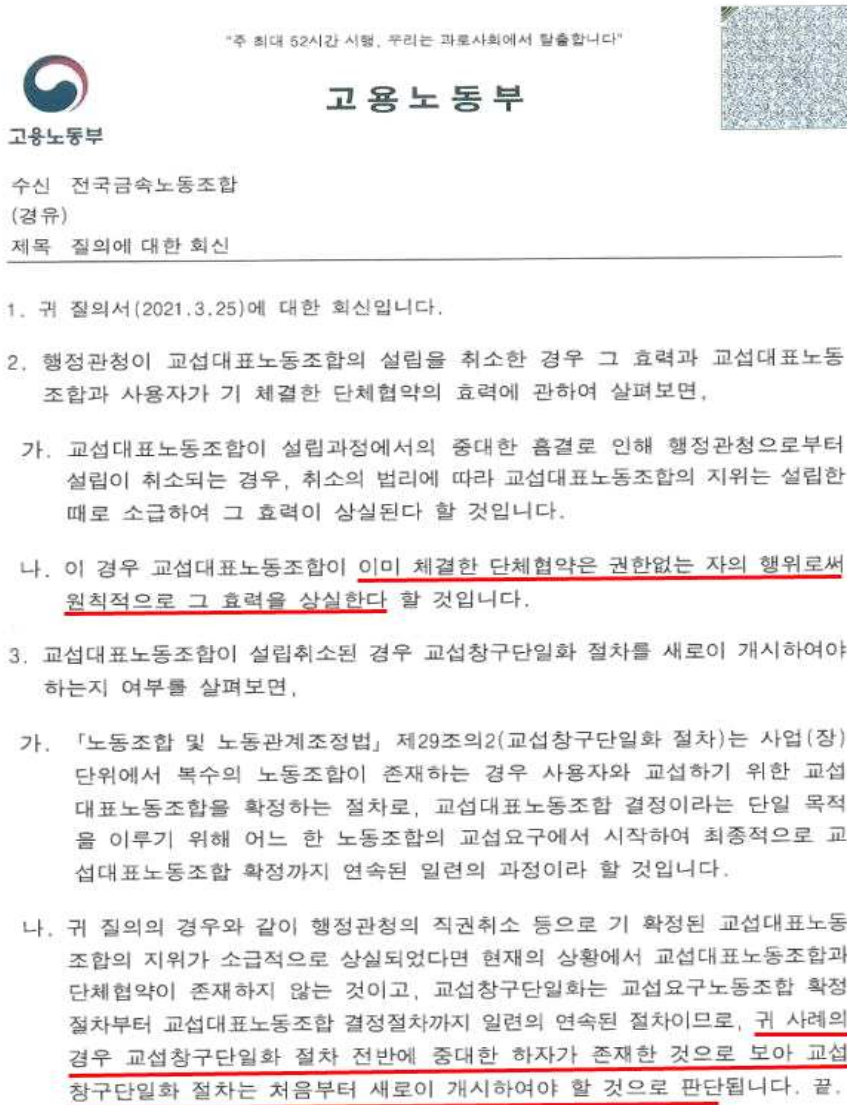 "주 최대 52시간 시행, 우리는 과로사회에서 탈출합니다"
고용노동부
고용노동부
수신 전국금속노동조합
(경유)
제목 질의에 대한 회신
1. 귀 질의서(2021.3.25)에 대한 회신입니다.
2. 행정관청이 교섭대표노동조합의 설립을 취소한 경우 그 효력과 교섭대표노동
조합과 사용자가 기 체결한 단체협약의 효력에 관하여 살펴보면,
가. 교섭대표노동조합이 설립과정에서의 중대한 흠결로 인해 행정관청으로부터
설립이 취소되는 경우, 취소의 법리에 따라 교섭대표노동조합의 지위는 설립한
때로 소급하여 그 효력이 상실된다 할 것입니다.
나. 이 경우 교섭대표노동조합이 이미 체결한 단체협약은 권한없는 자의 행위로써
원칙적으로 그 효력을 상실한다 할 것입니다.
3. 교섭대표노동조합이 설립취소된 경우 교섭창구단일화 절차를 새로이 개시하여야
하는지 여부를 살펴보면,
가. 「노동조합 및 노동관계조정법」 제29조의2(교섭창구단일화 절차)는 사업(장)
단위에서 복수의 노동조합이 존재하는 경우 사용자와 교섭하기 위한 교섭
대표노동조합을 확정하는 절차로, 교섭대표노동조합 결정이라는 단일 목적
을 이루기 위해 어느 한 노동조합의 교섭요구에서 시작하여 최종적으로 교
섭대표노동조합 확정까지 연속된 일련의 과정이라 할 것입니다.
나. 귀 질의의 경우와 같이 행정관청의 직권취소 등으로 기 확정된 교섭대표노동
조합의 지위가 소급적으로 상실되었다면 현재의 상황에서 교섭대표노동조합과
단체협약이 존재하지 않는 것이고, 교섭창구단일화는 교섭요구노동조합 확정
절차부터 교섭대표노동조합 결정절차까지 일련의 연속된 절차이므로, 귀 사례의
경우 교섭창구단일화 절차 전반에 중대한 하자가 존재한 것으로 보아 교섭
창구단일화 절차는 처음부터 새로이 개시하여야 할 것으로 판단됩니다. 끝.